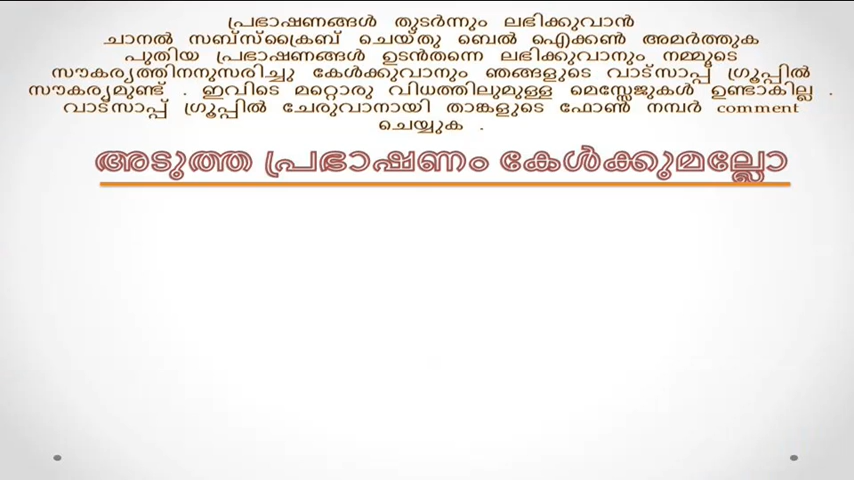 പ്രഭാഷണങ്ങൾ തുടർന്നും ലഭിക്കുവാൻ
ചാനൽ സബ്സ്ക്രൈബ് ചെയ്തു ബെൽ ഐക്കൺ അമർത്തുക
പുതിയ പ്രഭാഷണങ്ങൾ ഉടൻതന്നെ ലഭിക്കുവാനും നമ്മുടെ
സൗകര്യത്തിനനുസരിച്ചു കേൾക്കുവാനും ഞങ്ങളുടെ വാട്സാപ്പ് ഗ്രൂപ്പിൽ
സൗകര്യമുണ്ട് . ഇവിടെ മറ്റൊരു വിധത്തിലുമുള്ള മെസ്സേജുകൾ ഉണ്ടാകില്ല .
വാട്സാപ്പ് ഗ്രൂപ്പിൽ ചേരുവാനായി താങ്കളുടെ ഫോൺ നമ്പർ comment
ചെയ്യുക .
അടുത്ത പ്രഭാഷണം കേൾക്കുമല്ലോ